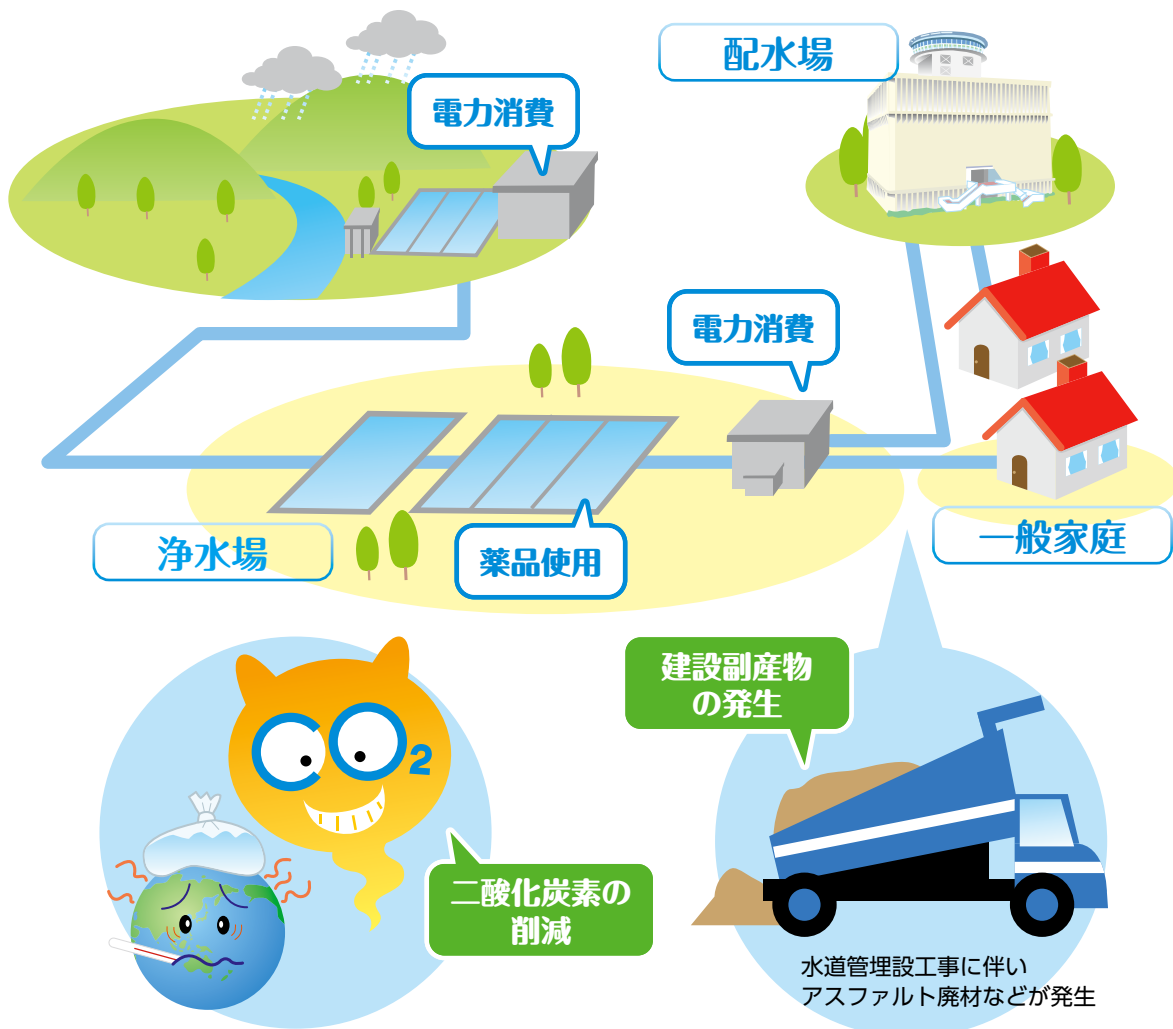 配水場
電力消費
電力消費
浄水場
薬品使用
一般家庭
建設副産物
の発生
CO2
二酸化炭素の
削減
水道管埋設工事に伴い
アスファルト廃材などが発生